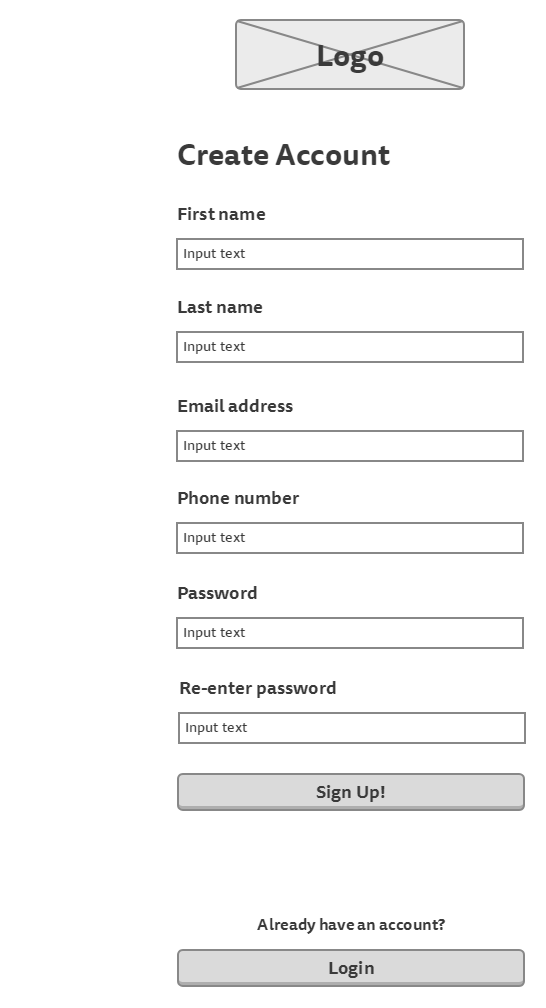 Logo
Create Account
First name
Input text
Last name
Input text
Email address
Input text
Phone number
Input text
Password
Input text
Re-enter password
Input text
Sign Up!
Already have an account?
Login